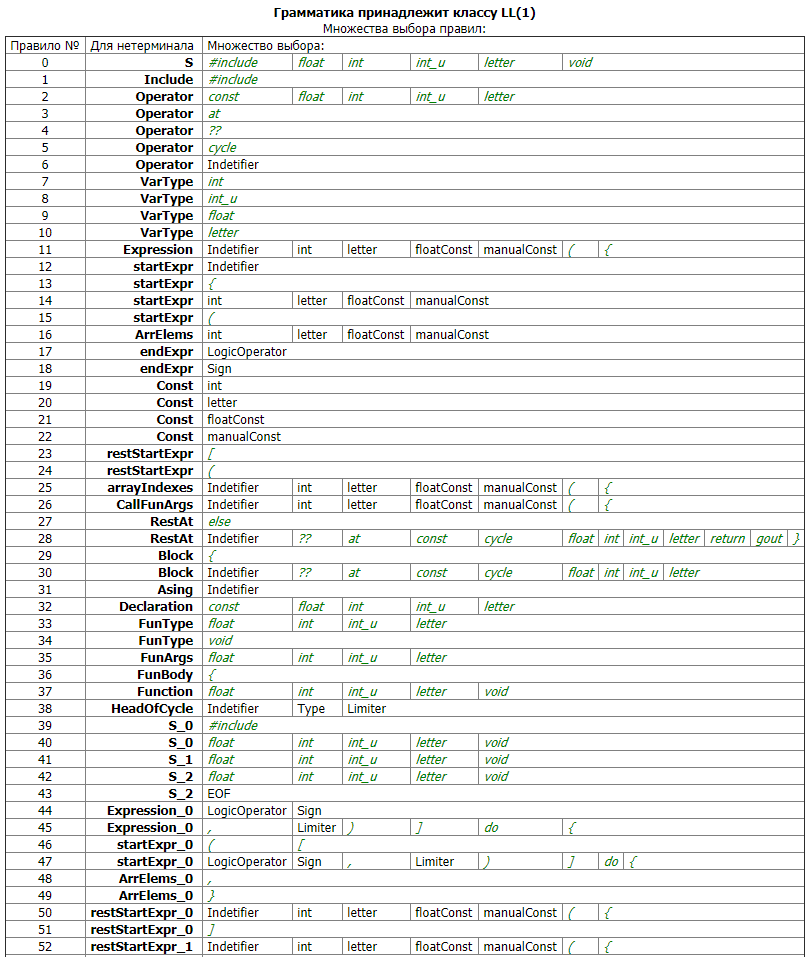 Грамматика принадлежит классу LL(1)
Множества выбора правил:
Правило № Для нетерминала Множество выбора:
0 S #include float int int_u letter void
1 Include #include
2 Operator const float int int_u letter
3 Operator at
4 Operator ??
5 Operator cycle
6 Operator Indetifier
7 VarType int
8 VarType int_u
9 VarType float
10 VarType letter
11 Expression Indetifier int letter floatConst manualConst ( {
12 startExpr Indetifier
13 startExpr {
14 startExpr int letter floatConst manualConst
15 startExpr (
16 ArrElems int letter floatConst manualConst
17 endExpr LogicOperator
18 endExpr Sign
19 Const int
20 Const letter
21 Const floatConst
22 Const manualConst
23 restStartExpr [
24 restStartExpr (
25 arrayIndexes Indetifier int letter floatConst manualConst ( {
26 CallFunArgs Indetifier int letter floatConst manualConst ( {
27 RestAt else
28 RestAt Indetifier ?? at const cycle float int int_u letter return gout }
29 Block {
30 Block Indetifier ?? at const cycle float int int_u letter
31 Asing Indetifier
32 Declaration const float int int_u letter
33 FunType float int int_u letter
34 FunType void
35 FunArgs float int int_u letter
36 FunBody {
37 Function float int int_u letter void
38 HeadOfCycle Indetifier Type Limiter
39 S_0 #include
40 S_0 float int int_u letter void
41 S_1 float int int_u letter void
42 S_2 float int int_u letter void
43 S_2 EOF
44 Expression_0 LogicOperator Sign
45 Expression_0 , Limiter ) ] do {
46 startExpr_0 ( [
47 startExpr_0 LogicOperator Sign , Limiter ) ] do {
48 ArrElems_0 ,
49 ArrElems_0 }
50 restStartExpr_0 Indetifier int letter floatConst manualConst ( {
51 restStartExpr_0 ]
52 restStartExpr_1 Indetifier int letter floatConst manualConst ( {